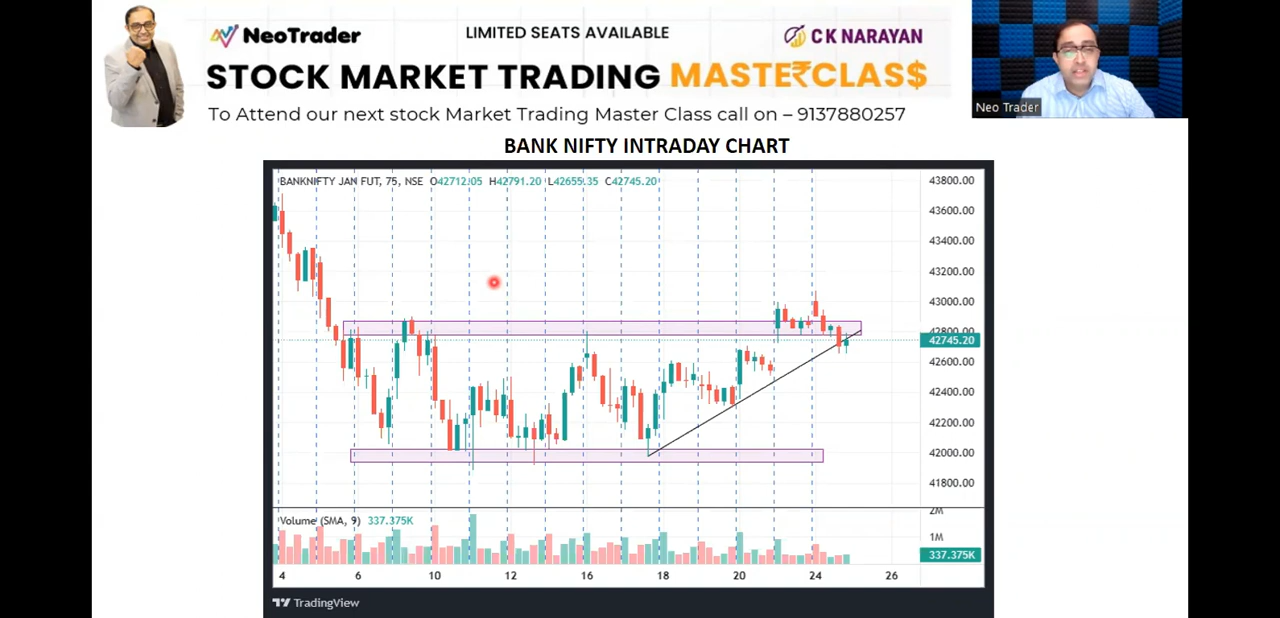 NeoTrader
LIMITED SEATS AVAILABLE
C K NARAYAN
STOCK MARKET TRADING MASTE₹CLAS$
To Attend our next stock Market Trading Master Class call on – 9137880257
Neo Trader
BANK NIFTY INTRADAY CHART
BANKNIFTY JAN FUT, 75, NSE O42712.05 H42791.20 L42655.35 C42745.20
43800.00
43600.00
43400.00
43200.00
43000.00
42800.00
42745.20
42600.00
42400.00
42200.00
42000.00
41800.00
Volume (SMA, 9) 337.375K
2M
1M
337.375K
4 6 10 12 16 18 20 24 26
TradingView